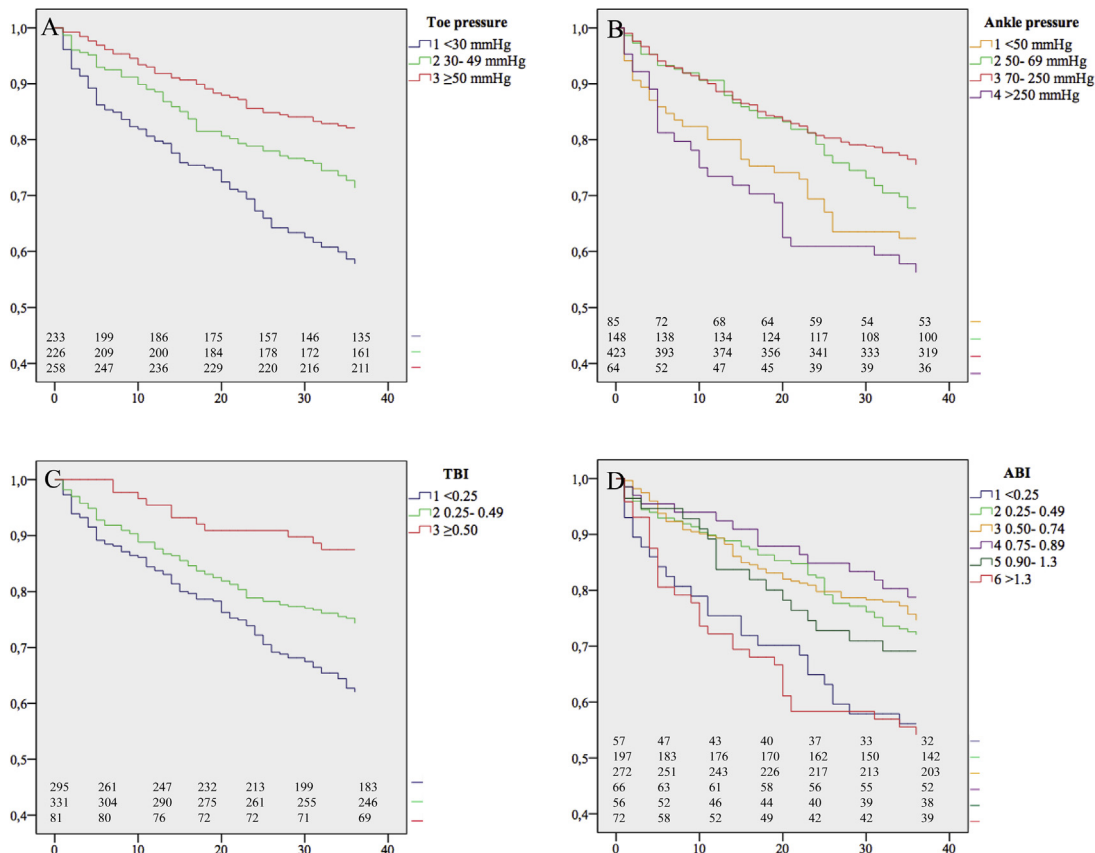 A
Toe pressure
1 <30 mmHg
2 30- 49 mmHg
3 ≥50 mmHg
1,0
0,9
0,8
0,7
0,6
0,5
0,4
233 199 186 175 157 146 135
226 209 200 184 178 172 161
258 247 236 229 220 216 211
0 10 20 30 40
B
Ankle pressure
1 <50 mmHg
2 50- 69 mmHg
3 70- 250 mmHg
4 >250 mmHg
1,0
0,9
0,8
0,7
0,6
0,5
0,4
85 72 68 64 59 54 53
148 138 134 124 117 108 100
423 393 374 356 341 333 319
64 52 47 45 39 39 36
0 10 20 30 40
C
TBI
1 <0.25
2 0.25- 0.49
3 ≥0.50
1,0
0,9
0,8
0,7
0,6
0,5
0,4
295 261 247 232 213 199 183
331 304 290 275 261 255 246
81 80 76 72 72 71 69
0 10 20 30 40
D
ABI
1 <0.25
2 0.25- 0.49
3 0.50- 0.74
4 0.75- 0.89
5 0.90- 1.3
6 >1.3
1,0
0,9
0,8
0,7
0,6
0,5
0,4
57 47 43 40 37 33 32
197 183 176 170 162 150 142
272 251 243 226 217 213 203
66 63 61 58 56 55 52
56 52 46 44 40 39 38
72 58 52 49 42 42 39
0 10 20 30 40